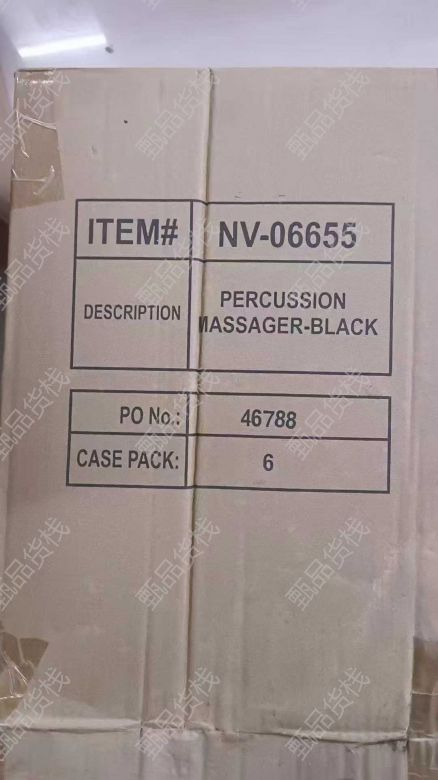 ITEM# NV-06655
DESCRIPTION
PERCUSSION
MASSAGER-BLACK
PO No.: 46788
CASE PACK: 6
甄品货栈